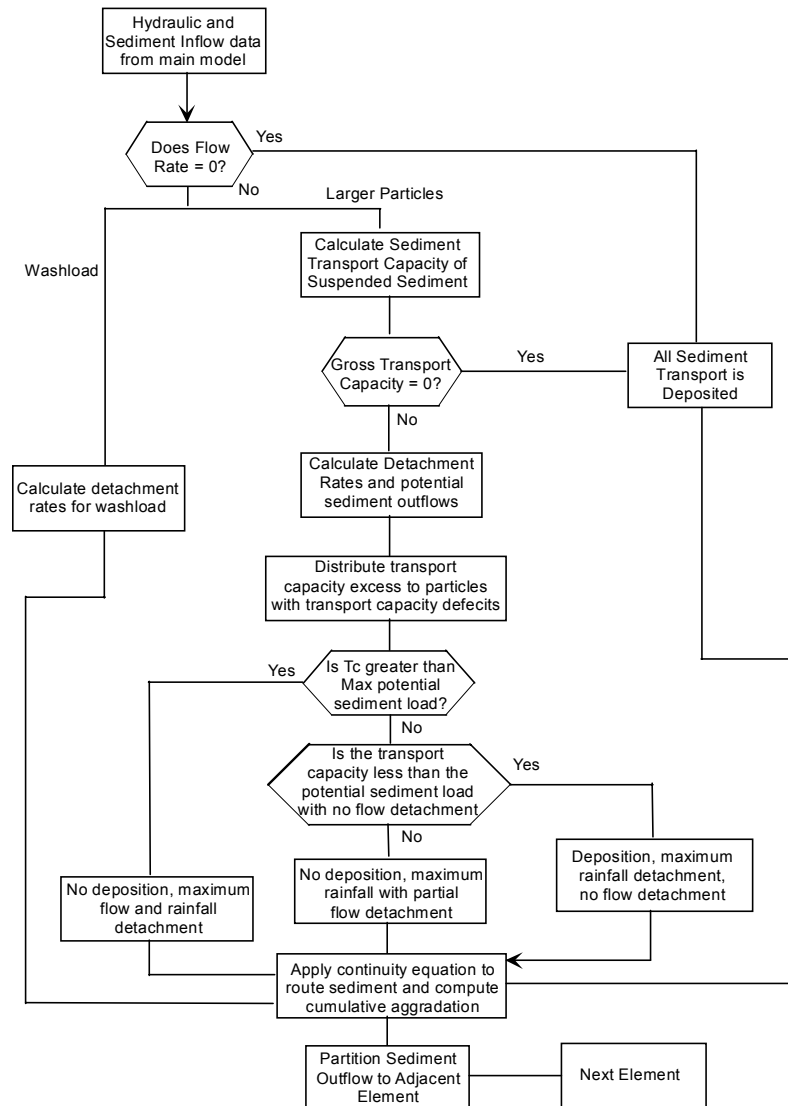 Hydraulic and
Sediment Inflow data
from main model
Does Flow
Rate = 0?
Yes
No
Larger Particles
Washload
Calculate Sediment
Transport Capacity of
Suspended Sediment
Gross Transport
Capacity = 0?
Yes
No
All Sediment
Transport is
Deposited
Calculate detachment
rates for washload
Calculate Detachment
Rates and potential
sediment outflows
Distribute transport
capacity excess to particles
with transport capacity defects
Is Tc greater than
Max potential
sediment load?
Yes
No
Is the transport
capacity less than the
potential sediment load
with no flow detachment
Yes
No
No deposition, maximum
flow and rainfall
detachment
No deposition, maximum
rainfall with partial
flow detachment
Deposition, maximum
rainfall detachment,
no flow detachment
Apply continuity equation to
route sediment and compute
cumulative aggradation
Partition Sediment
Outflow to Adjacent
Element
Next Element